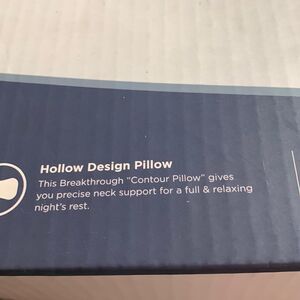 Hollow Design Pillow
This Breakthrough "Contour Pillow" gives
you precise neck support for a full & relaxing
night's rest.